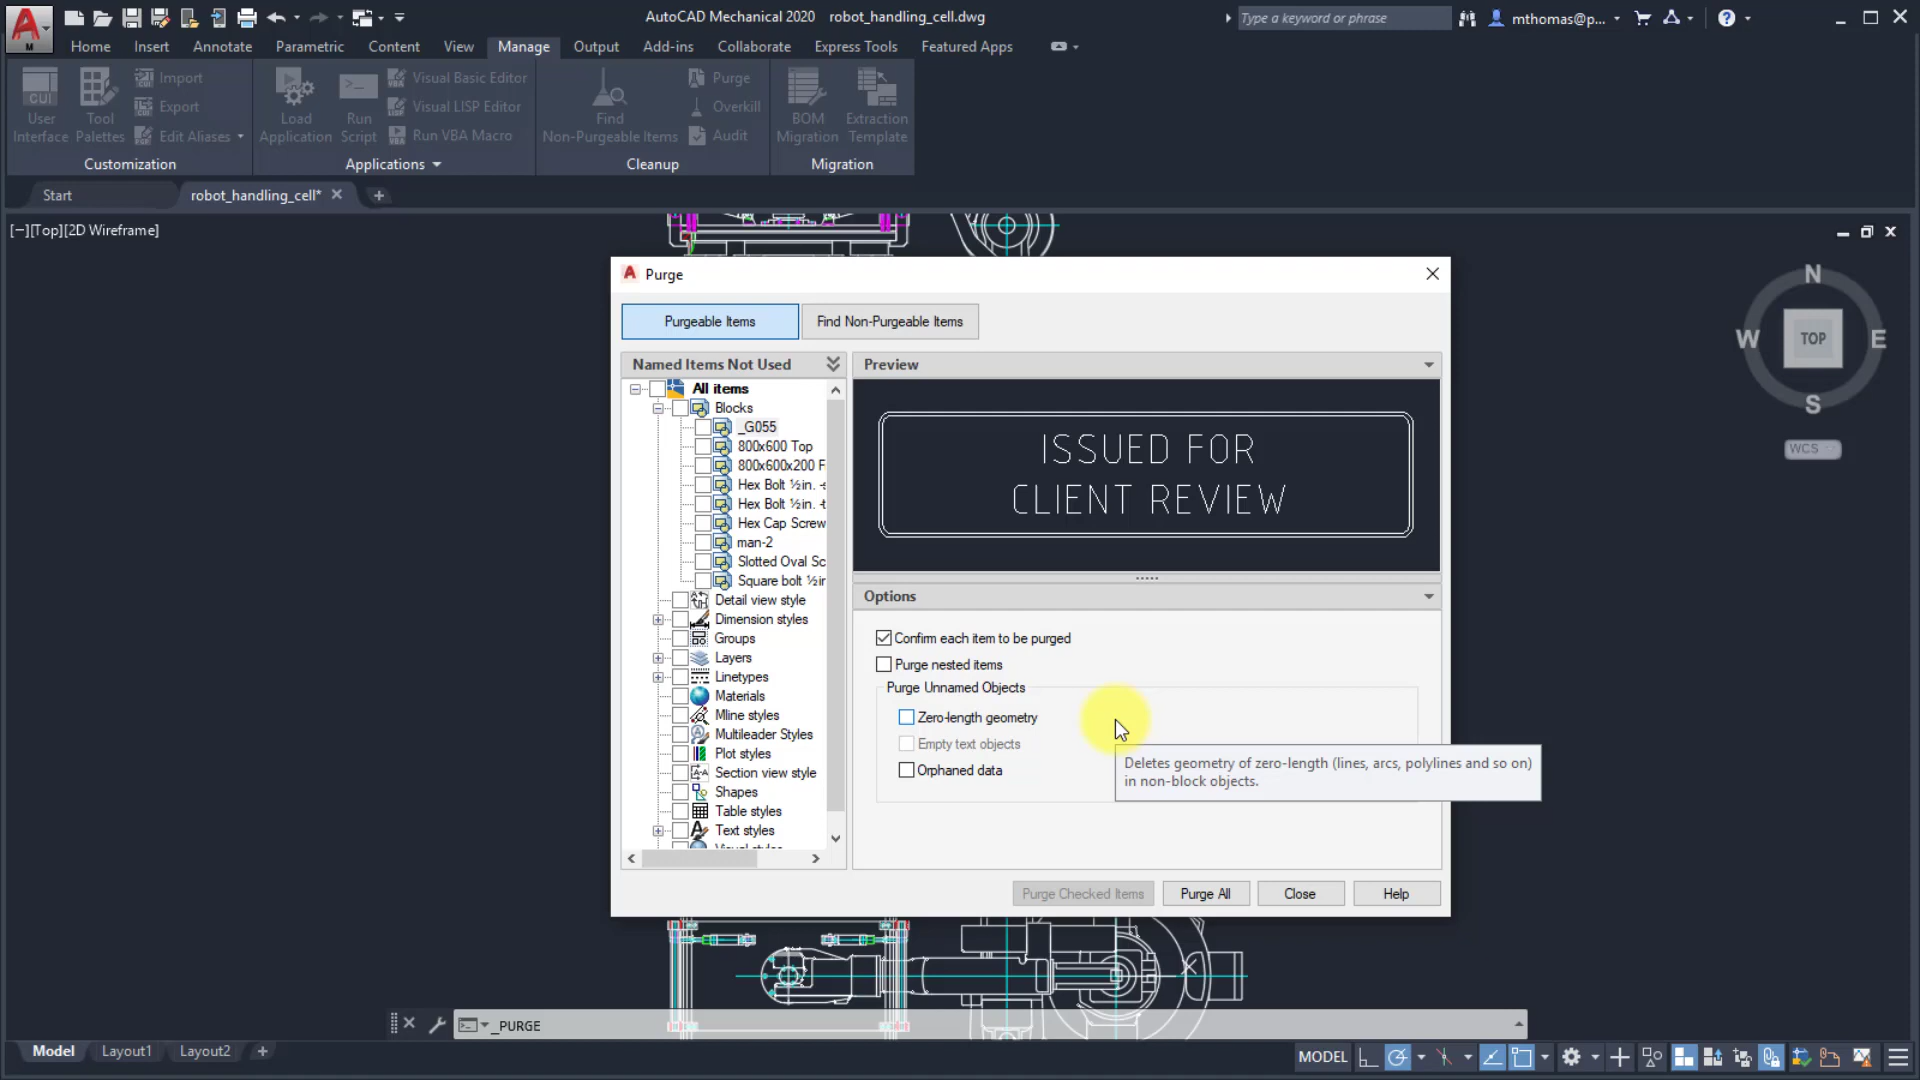 AutoCAD Mechanical 2020 robot_handling_cell.dwg
Type a keyword or phrase
mthomas@p...
M
Home Insert Annotate Parametric Content View Manage Output Add-ins Collaborate Express Tools Featured Apps
CUI
User Interface
Tool Palettes
Import
Export
Edit Aliases
Customization
Load Application
Run Script
Visual Basic Editor
Visual LISP Editor
Run VBA Macro
Applications
Find Non-Purgeable Items
Purge
Overkill
Audit
Cleanup
BOM Migration
Extraction Template
Migration
Start
robot_handling_cell*
[−][Top][2D Wireframe]
N
W TOP E
S
WCS
Purge
Purgeable Items
Find Non-Purgeable Items
Named Items Not Used
All items
Blocks
_G055
800x600 Top
800x600x200 F
Hex Bolt ½in. -
Hex Bolt ½in. -t
Hex Cap Screw
man-2
Slotted Oval Sc
Square bolt ½in
Detail view style
Dimension styles
Groups
Layers
Linetypes
Materials
Mline styles
Multileader Styles
Plot styles
Section view style
Shapes
Table styles
Text styles
Visual styles
Preview
ISSUED FOR
CLIENT REVIEW
Options
Confirm each item to be purged
Purge nested items
Purge Unnamed Objects
Zero-length geometry
Empty text objects
Orphaned data
Deletes geometry of zero-length (lines, arcs, polylines and so on)
in non-block objects.
Purge Checked Items
Purge All
Close
Help
_PURGE
Model Layout1 Layout2
MODEL